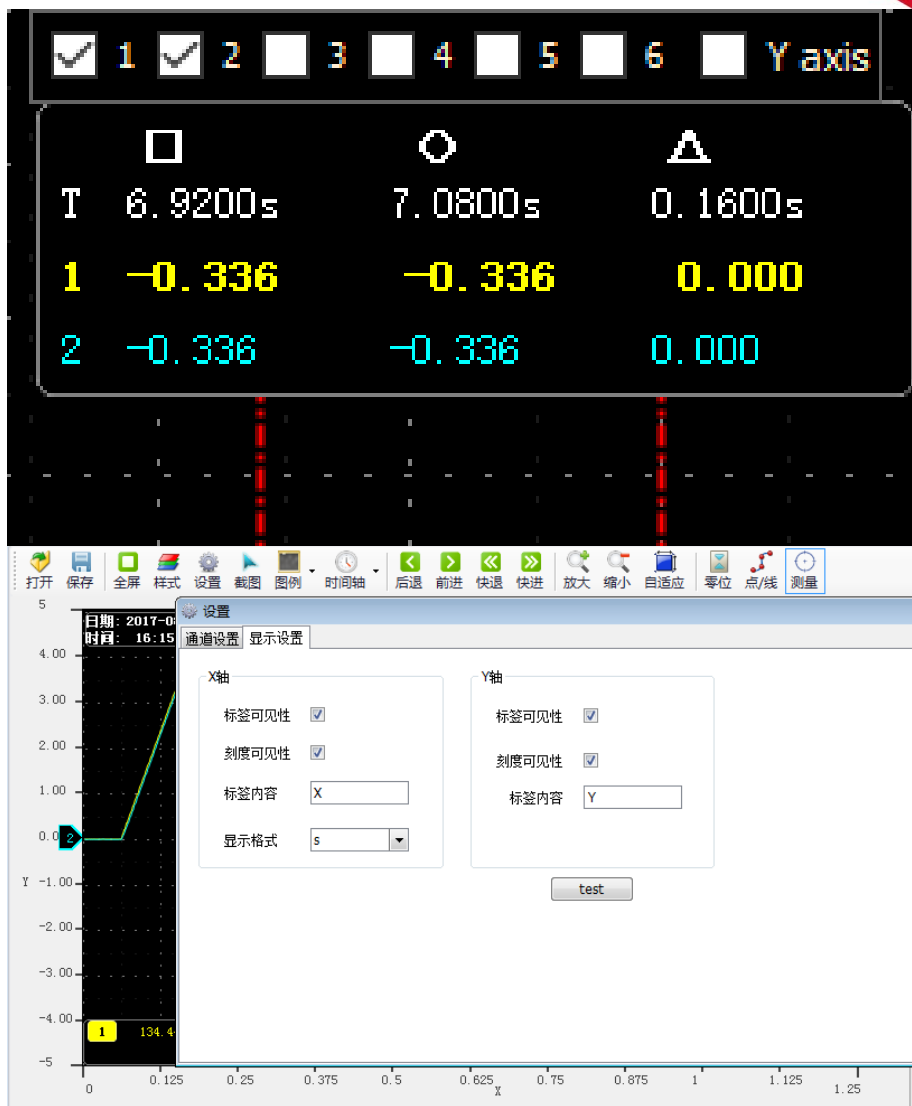 1 2 3 4 5 6 Y axis
T 6.9200s 7.0800s 0.1600s
1 -0.336 -0.336 0.000
2 -0.336 -0.336 0.000
打开 保存 全屏 样式 设置 截图 图例 时间轴 后退 前进 快退 快进 放大 缩小 自适应 零位 点/线 测量
5
日期: 2017-0
时间: 16:15
设置
通道设置 显示设置
4.00
X轴 Y轴
3.00
标签可见性 标签可见性
2.00
刻度可见性 刻度可见性
1.00
标签内容 X 标签内容 Y
0.0 2
显示格式 s
Y -1.00
test
-2.00
-3.00
-4.00
1 134.4
-5
0 0.125 0.25 0.375 0.5 0.625 0.75 0.875 1 1.125 1.25
X